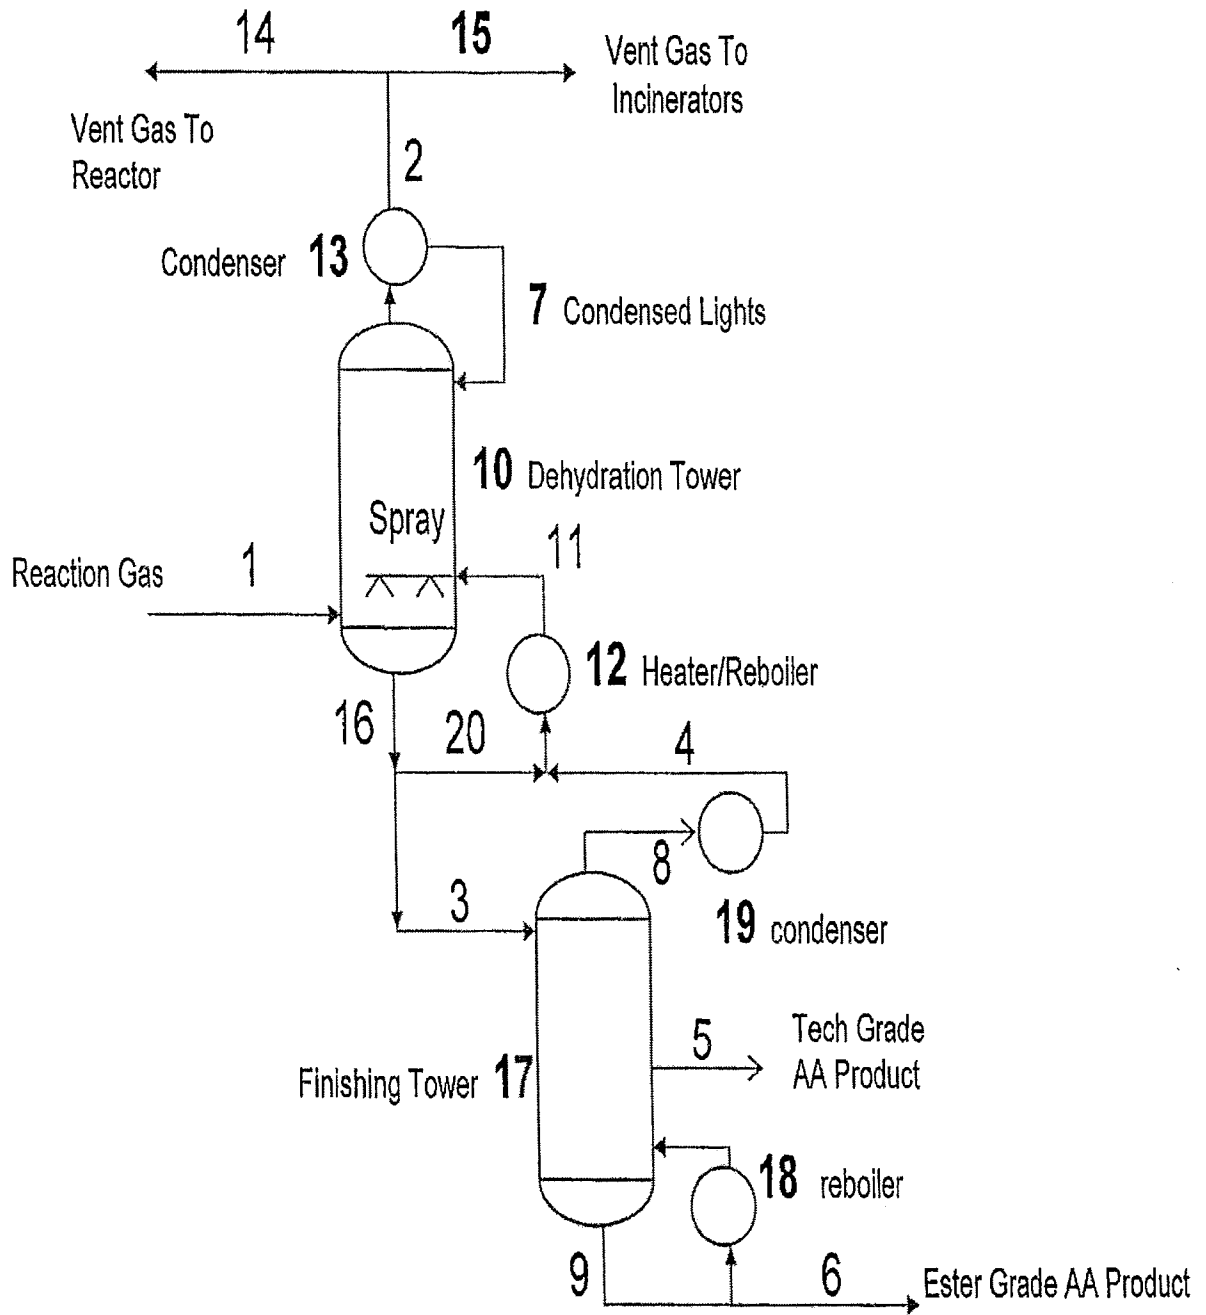 14
15
Vent Gas To
Incinerators
Vent Gas To
Reactor
2
Condenser 13
7 Condensed Lights
10 Dehydration Tower
Spray
11
Reaction Gas
1
12 Heater/Reboiler
16
20
4
8
3
19 condenser
5
Tech Grade
AA Product
Finishing Tower 17
18 reboiler
9
6
Ester Grade AA Product